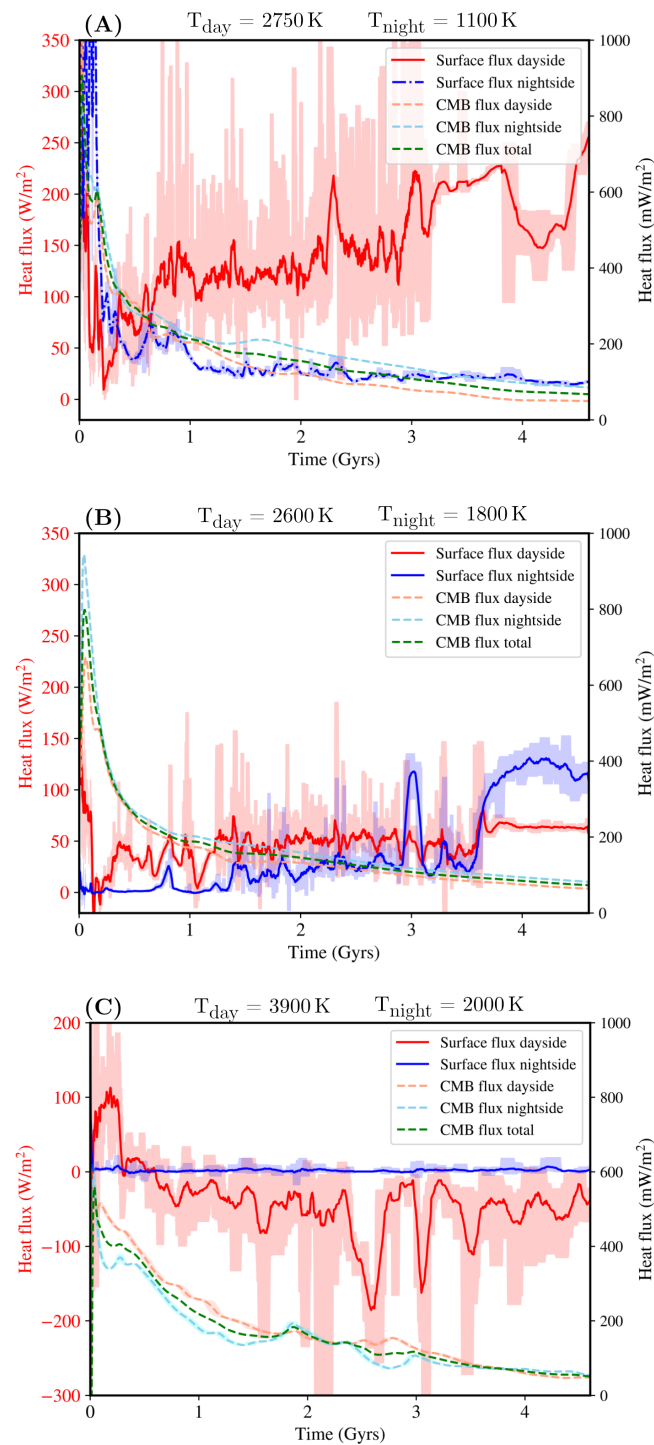 (A) T_day = 2750 K T_night = 1100 K
350
300
250
200
150
100
50
0
Heat flux (W/m²)
Surface flux dayside
Surface flux nightside
CMB flux dayside
CMB flux nightside
CMB flux total
1000
800
600
400
200
0
Heat flux (mW/m²)
0 1 2 3 4
Time (Gyrs)
(B) T_day = 2600 K T_night = 1800 K
350
300
250
200
150
100
50
0
Heat flux (W/m²)
Surface flux dayside
Surface flux nightside
CMB flux dayside
CMB flux nightside
CMB flux total
1000
800
600
400
200
0
Heat flux (mW/m²)
0 1 2 3 4
Time (Gyrs)
(C) T_day = 3900 K T_night = 2000 K
200
100
0
−100
−200
−300
Heat flux (W/m²)
Surface flux dayside
Surface flux nightside
CMB flux dayside
CMB flux nightside
CMB flux total
1000
800
600
400
200
0
Heat flux (mW/m²)
0 1 2 3 4
Time (Gyrs)